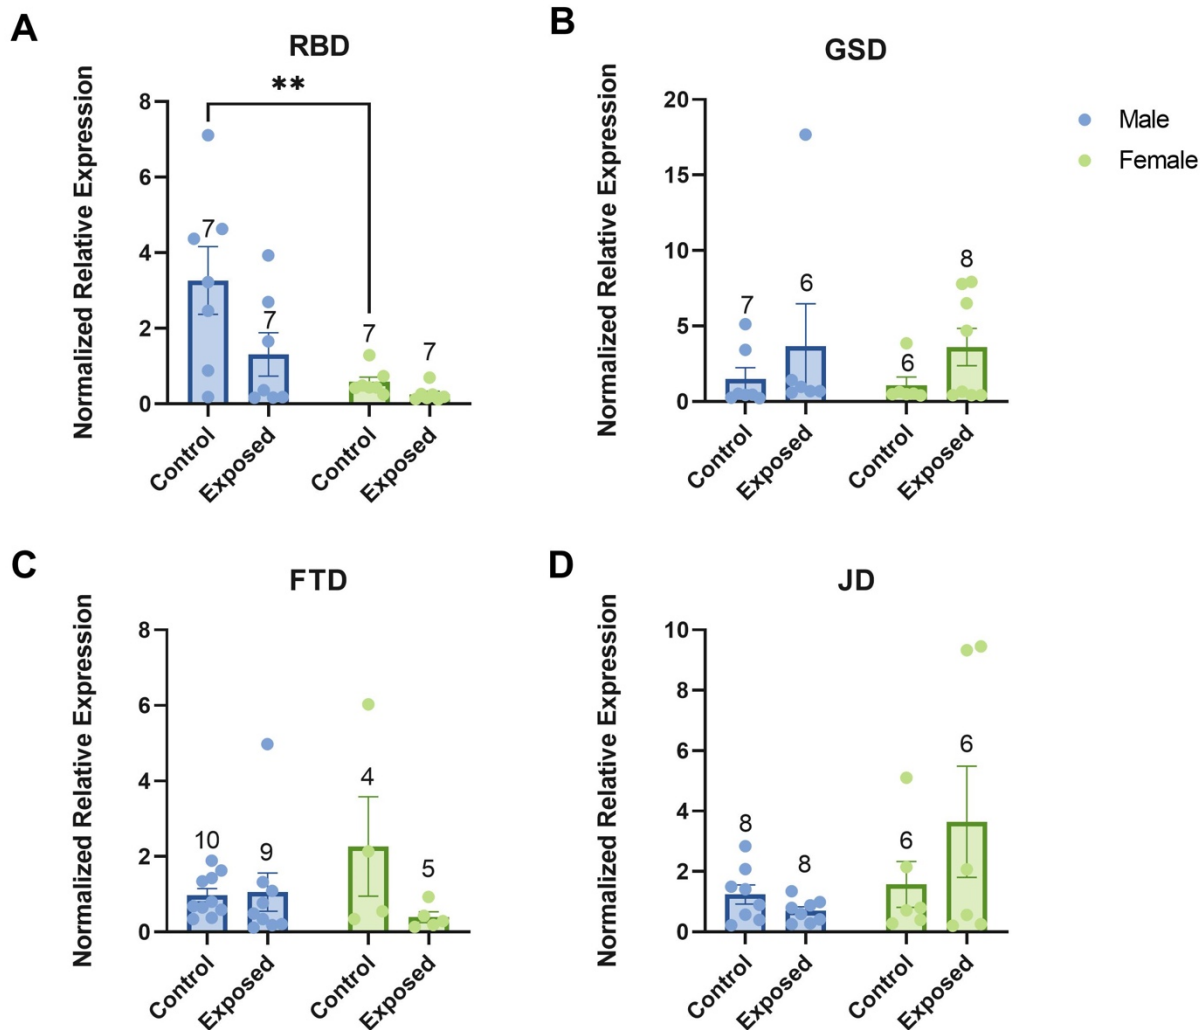 A
RBD
Normalized Relative Expression
8
6
4
2
0
**
7
7
7
7
Control
Exposed
Control
Exposed
B
GSD
Normalized Relative Expression
20
15
10
5
0
7
6
6
8
Control
Exposed
Control
Exposed
Male
Female
C
FTD
Normalized Relative Expression
8
6
4
2
0
10
9
4
5
Control
Exposed
Control
Exposed
D
JD
Normalized Relative Expression
10
8
6
4
2
0
8
8
6
6
Control
Exposed
Control
Exposed